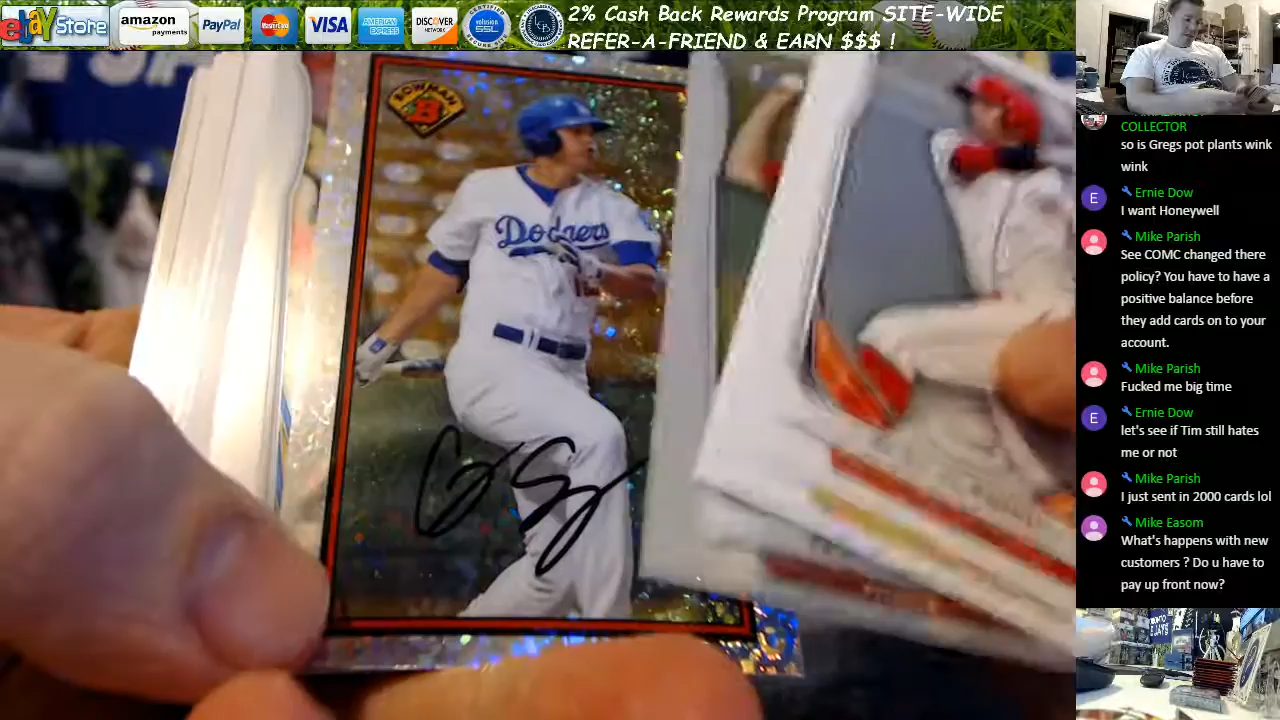 ebay Store
amazon
payments
PayPal
MasterCard
VISA
AMERICAN EXPRESS
DISCOVER
NETWORK
volusion
SSL
2% Cash Back Rewards Program SITE-WIDE
REFER-A-FRIEND & EARN $$$ !
BOWMAN
B
Dodgers
COLLECTOR
so is Gregs pot plants wink
wink
E
Ernie Dow
I want Honeywell
Mike Parish
See COMC changed there
policy? You have to have a
positive balance before
they add cards on to your
account.
Mike Parish
Fucked me big time
E
Ernie Dow
let's see if Tim still hates
me or not
Mike Parish
I just sent in 2000 cards lol
Mike Easom
What's happens with new
customers ? Do u have to
pay up front now?